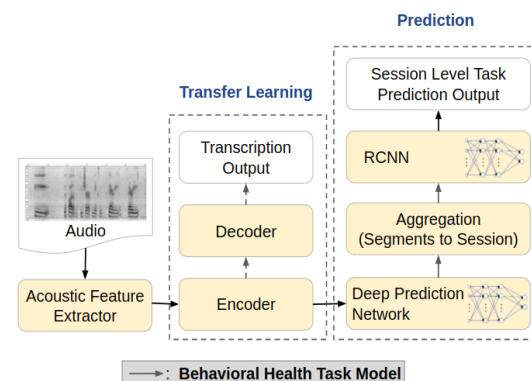 Prediction
Transfer Learning
Session Level Task
Prediction Output
Transcription
Output
RCNN
Audio
Decoder
Aggregation
(Segments to Session)
Acoustic Feature
Extractor
Encoder
Deep Prediction
Network
: Behavioral Health Task Model